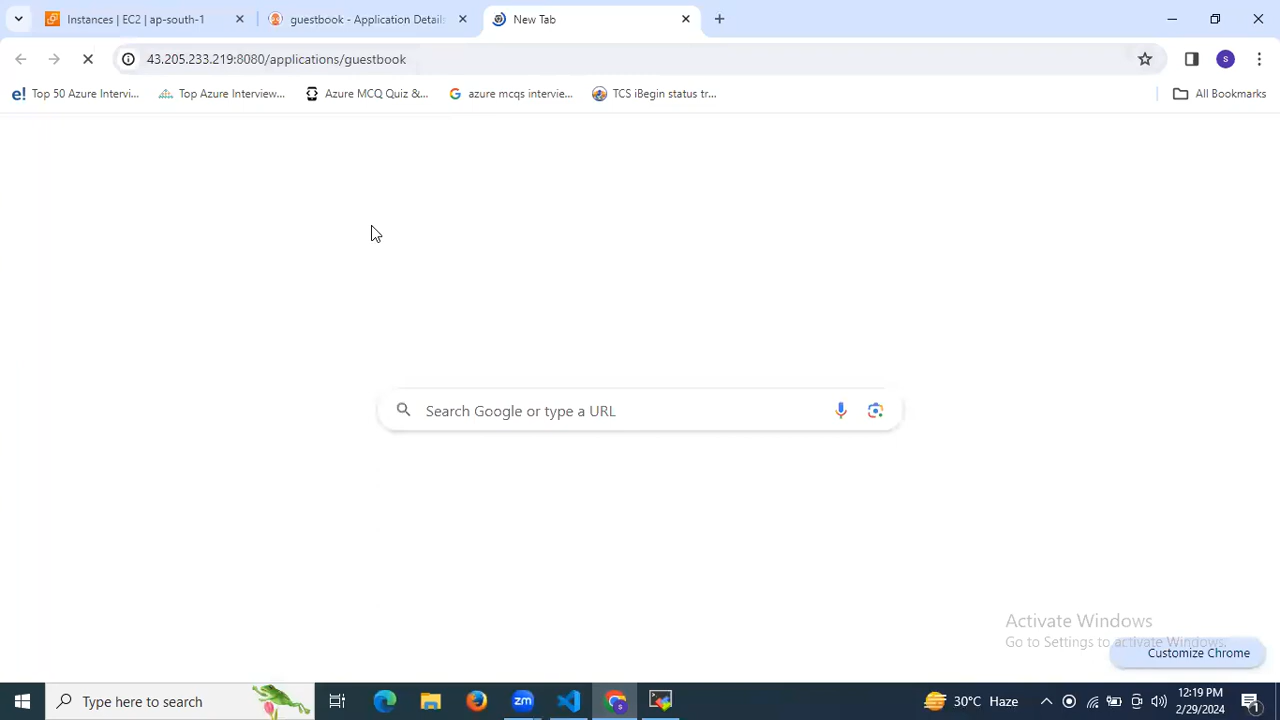 Instances | EC2 | ap-south-1
guestbook - Application Details
New Tab
43.205.233.219:8080/applications/guestbook
s
e! Top 50 Azure Intervi...
Top Azure Interview...
Azure MCQ Quiz &...
azure mcqs intervie...
TCS iBegin status tr...
All Bookmarks
Search Google or type a URL
Activate Windows
Go to Settings to activate Windows.
Customize Chrome
Type here to search
zm
s
30°C Haze
12:19 PM
2/29/2024
1